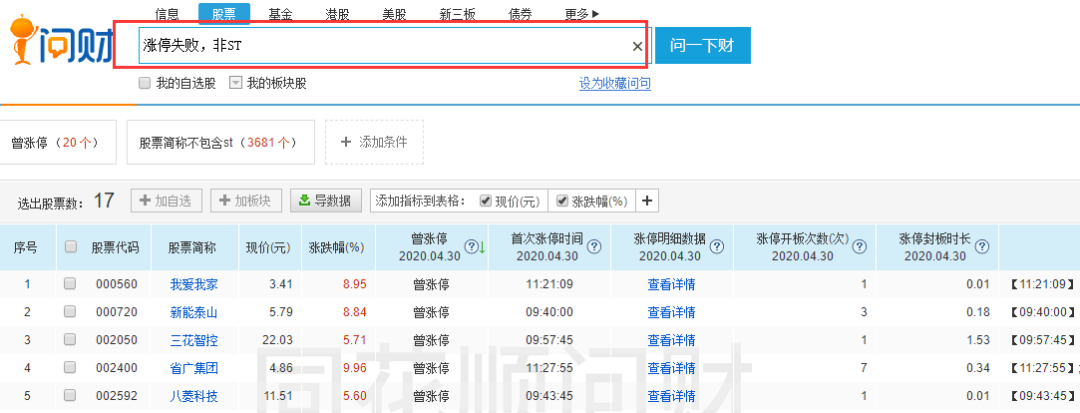 信息 股票 基金 港股 美股 新三板 债券 更多
问财
涨停失败，非ST × 问一下财
我的自选股 我的板块股 设为收藏问句
曾涨停（20 个） 股票简称不包含st（3681 个） + 添加条件
选出股票数： 17 + 加自选 + 加板块 导数据 添加指标到表格： 现价(元) 涨跌幅(%) +
序号 股票代码 股票简称 现价(元) 涨跌幅(%) 曾涨停 2020.04.30 首次涨停时间 2020.04.30 涨停明细数据 2020.04.30 涨停开板次数(次) 2020.04.30 涨停封板时长 2020.04.30
1 000560 我爱我家 3.41 8.95 曾涨停 11:21:09 查看详情 1 0.01 【11:21:09】
2 000720 新能泰山 5.79 8.84 曾涨停 09:40:00 查看详情 3 0.18 【09:40:00】
3 002050 三花智控 22.03 5.71 曾涨停 09:57:45 查看详情 1 1.53 【09:57:45】
4 002400 省广集团 4.86 9.96 曾涨停 11:27:55 查看详情 7 0.34 【11:27:55】;
5 002592 八菱科技 11.51 5.60 曾涨停 09:43:45 查看详情 1 0.01 【09:43:45】
同花顺问财